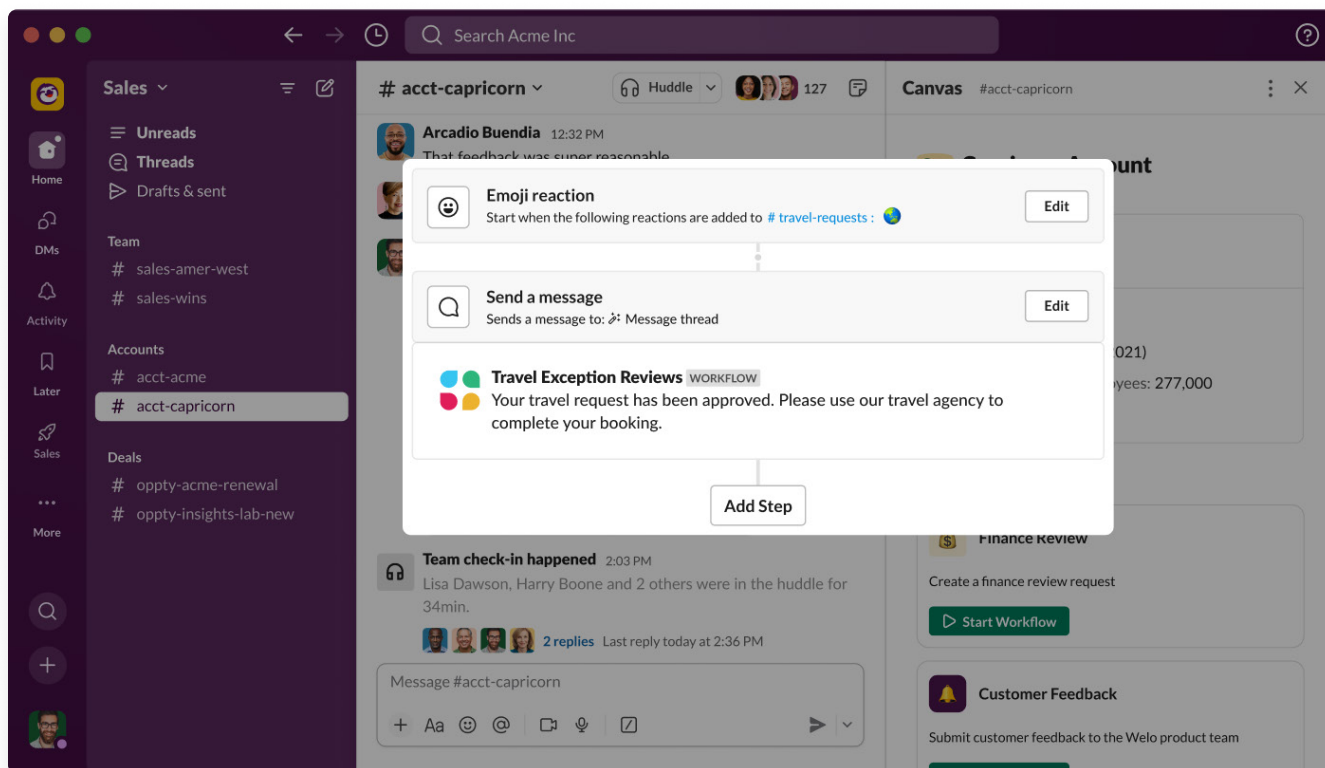 Search Acme Inc
Sales
Unreads
Threads
Drafts & sent
Team
# sales-amer-west
# sales-wins
Accounts
# acct-acme
# acct-capricorn
Deals
# oppty-acme-renewal
# oppty-insights-lab-new
Home
DMs
Activity
Later
Sales
More
# acct-capricorn
Huddle
127
Arcadio Buendia 12:32 PM
That feedback was super reasonable
Emoji reaction
Start when the following reactions are added to # travel-requests :
Edit
Send a message
Sends a message to: Message thread
Edit
Travel Exception Reviews WORKFLOW
Your travel request has been approved. Please use our travel agency to
complete your booking.
Add Step
Team check-in happened 2:03 PM
Lisa Dawson, Harry Boone and 2 others were in the huddle for
34min.
2 replies Last reply today at 2:36 PM
Message #acct-capricorn
Aa
Canvas #acct-capricorn
021)
yees: 277,000
Finance Review
Create a finance review request
Start Workflow
Customer Feedback
Submit customer feedback to the Welo product team